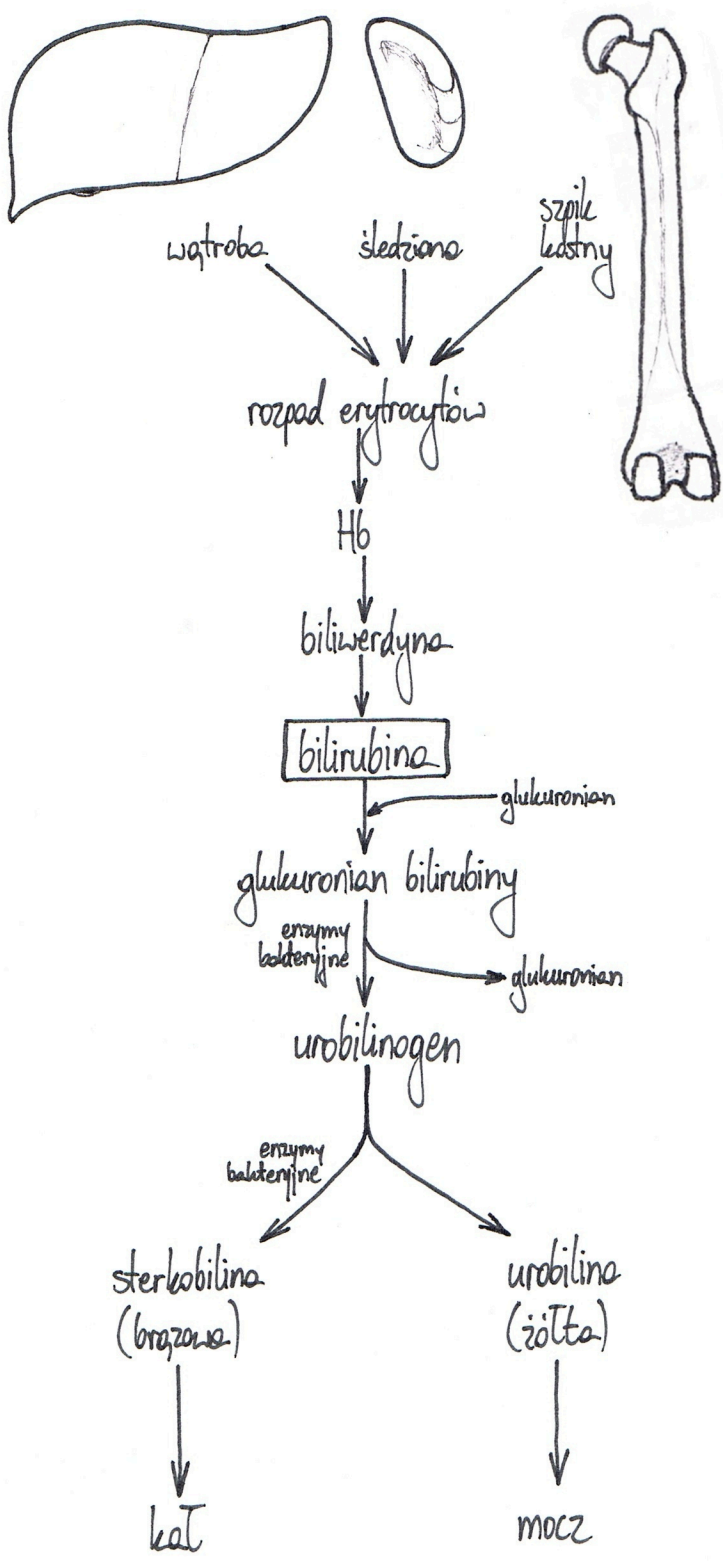 wątroba
śledziona
szpik
kostny
rozpad erytrocytów
Hb
biliwerdyna
bilirubina
glukuronian
glukuronian bilirubiny
enzymy
bakteryjne
glukuronian
urobilinogen
enzymy
bakteryjne
sterkobilina
(brązowa)
urobilina
(żółta)
kał
mocz